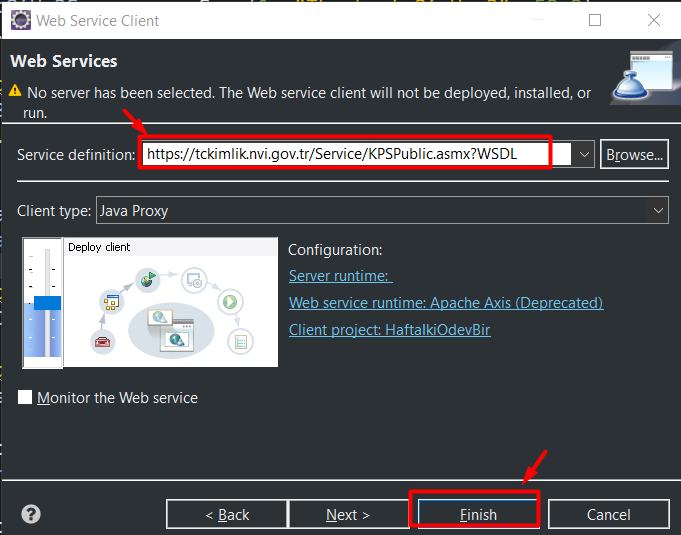 Web Service Client
Web Services
No server has been selected. The Web service client will not be deployed, installed, or
run.
Service definition: https://tckimlik.nvi.gov.tr/Service/KPSPublic.asmx?WSDL Browse...
Client type: Java Proxy
Deploy client
Configuration:
Server runtime:
Web service runtime: Apache Axis (Deprecated)
Client project: HaftaIkiOdevBir
Monitor the Web service
? < Back Next > Finish Cancel